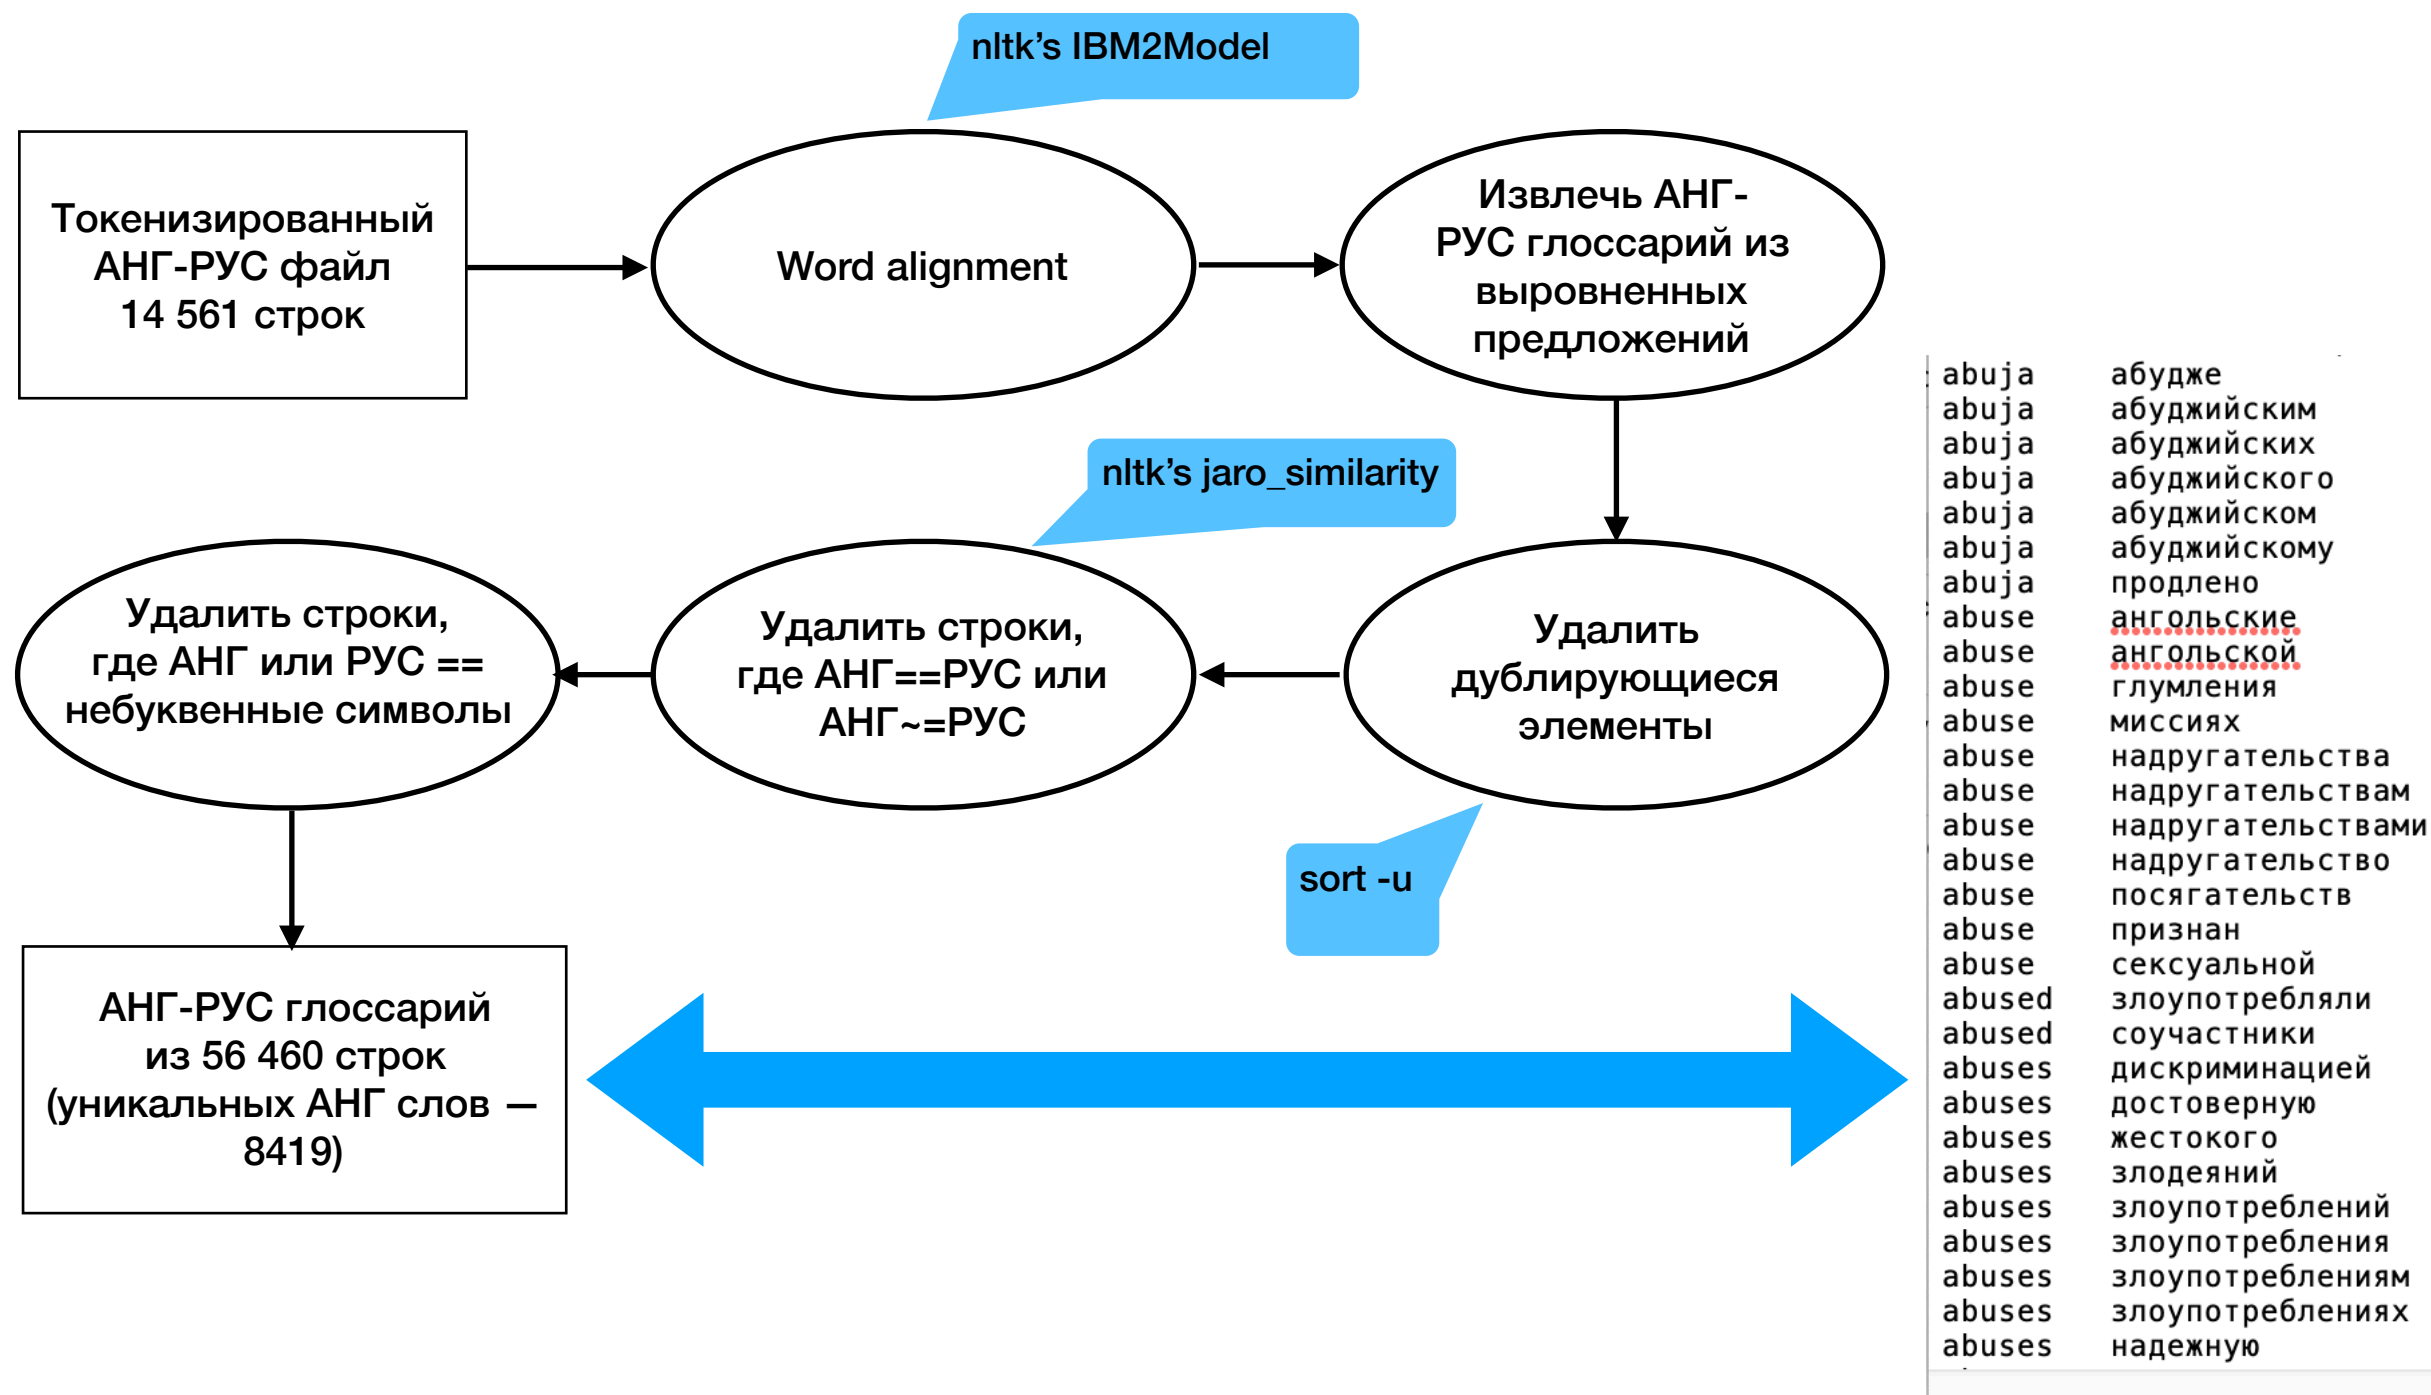 nltk’s IBM2Model
Токенизированный
АНГ-РУС файл
14 561 строк
Word alignment
Извлечь АНГ-
РУС глоссарий из
выровненных
предложений
nltk’s jaro_similarity
Удалить
дублирующиеся
элементы
sort -u
Удалить строки,
где АНГ==РУС или
АНГ~=РУС
Удалить строки,
где АНГ или РУС ==
небуквенные символы
АНГ-РУС глоссарий
из 56 460 строк
(уникальных АНГ слов —
8419)
abuja абудже
abuja абуджийским
abuja абуджийских
abuja абуджийского
abuja абуджийском
abuja абуджийскому
abuja продлено
abuse ангольские
abuse ангольской
abuse глумления
abuse миссиях
abuse надругательства
abuse надругательствам
abuse надругательствами
abuse надругательство
abuse посягательств
abuse признан
abuse сексуальной
abused злоупотребляли
abused соучастники
abuses дискриминацией
abuses достоверную
abuses жестокого
abuses злодеяний
abuses злоупотреблений
abuses злоупотребления
abuses злоупотреблениям
abuses злоупотреблениях
abuses надежную